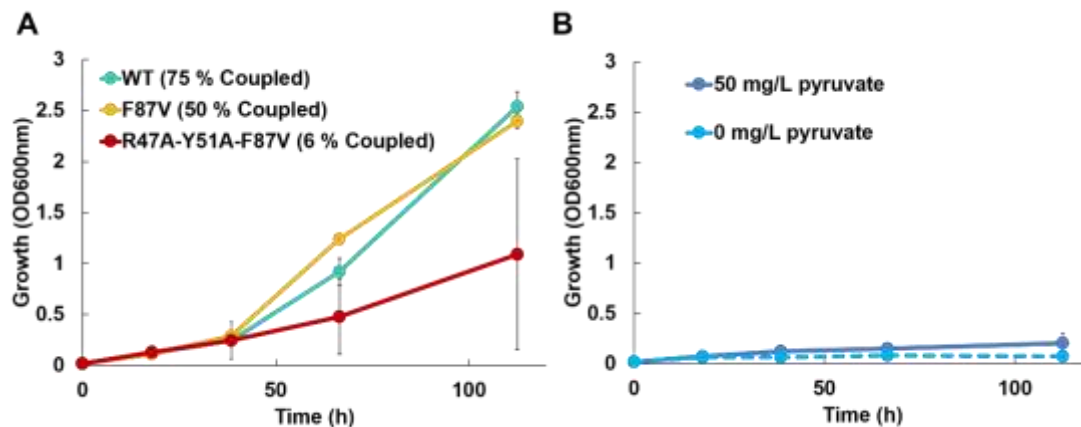 A
Growth (OD600nm)
3
2.5
2
1.5
1
0.5
0
WT (75 % Coupled)
F87V (50 % Coupled)
R47A-Y51A-F87V (6 % Coupled)
0 50 100
Time (h)
B
Growth (OD600nm)
3
2.5
2
1.5
1
0.5
0
50 mg/L pyruvate
0 mg/L pyruvate
0 50 100
Time (h)